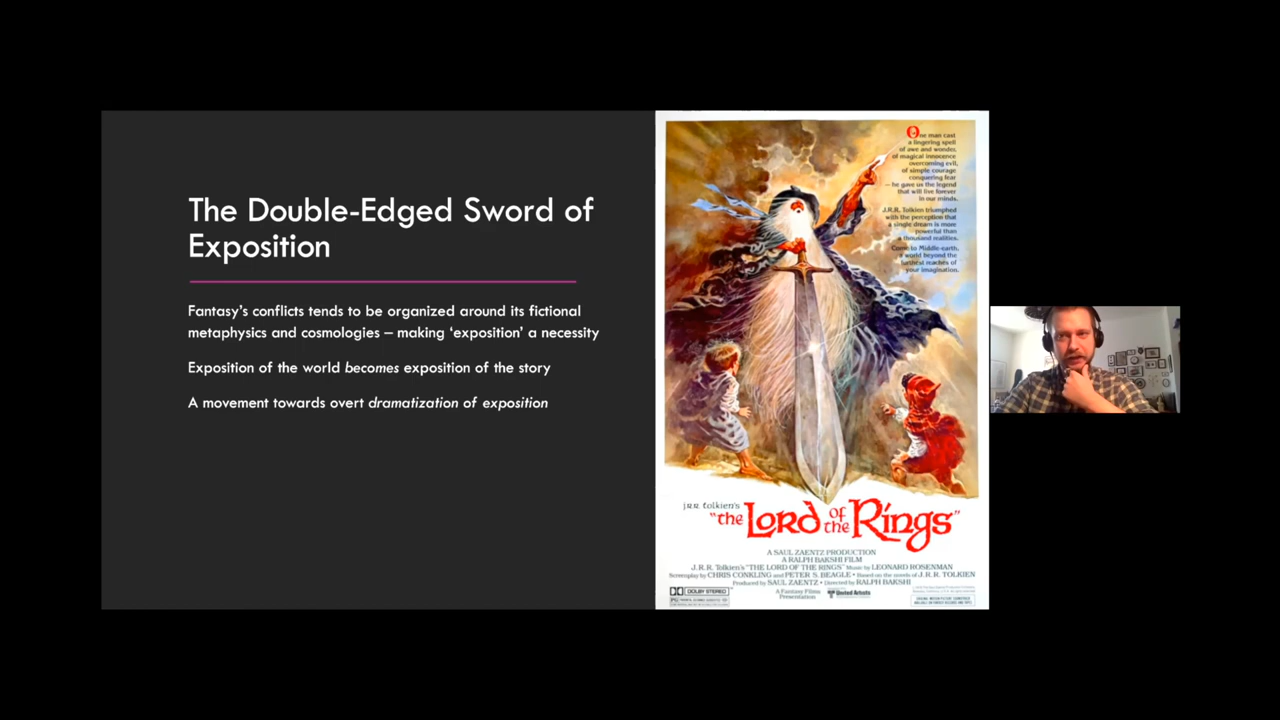 The Double-Edged Sword of
Exposition
Fantasy’s conflicts tends to be organized around its fictional
metaphysics and cosmologies – making ‘exposition’ a necessity
Exposition of the world becomes exposition of the story
A movement towards overt dramatization of exposition
One man cast
a lingering spell
of awe and wonder,
of magical innocence
overcoming evil,
of simple courage
conquering fear
— he gave us the legend
that will live forever
in our minds.
J.R.R. Tolkien triumphed
with the perception that
a single dream is more
powerful than
a thousand realities.
Come to Middle-earth,
a world beyond the
furthest reaches of
your imagination.
J.R.R. Tolkien's
"the Lord of the Rings"
A SAUL ZAENTZ PRODUCTION
A RALPH BAKSHI FILM
J.R.R. Tolkien's "THE LORD OF THE RINGS" Music by LEONARD ROSENMAN
Screenplay by CHRIS CONKLING and PETER S. BEAGLE • Based on the novels of J.R.R. TOLKIEN
Produced by SAUL ZAENTZ • Directed by RALPH BAKSHI
DOLBY STEREO
A Fantasy Films
Presentation
United Artists